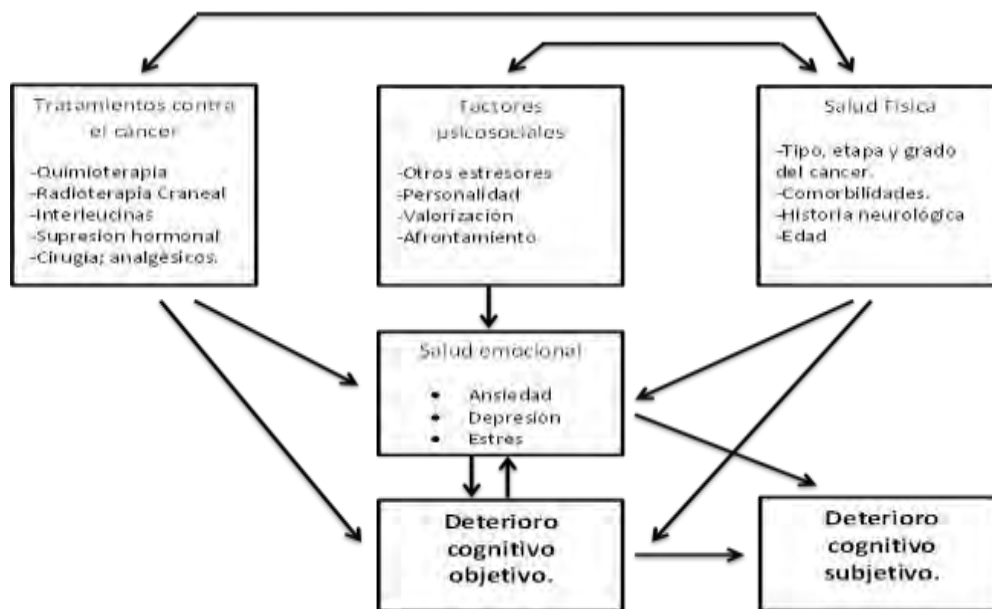 Tratamientos contra
el cáncer
-Quimioterapia
-Radioterapia Craneal
-Interleucinas
-Supresion hormonal
-Cirugía; analgésicos.
Factores
psicosociales
-Otros estresores
-Personalidad
-Valorización
-Afrontamiento
Salud Física
-Tipo, etapa y grado
del cáncer.
-Comorbilidades.
-Historia neurológica
-Edad
Salud emocional
• Ansiedad
• Depresión
• Estrés
Deterioro
cognitivo
objetivo.
Deterioro
cognitivo
subjetivo.